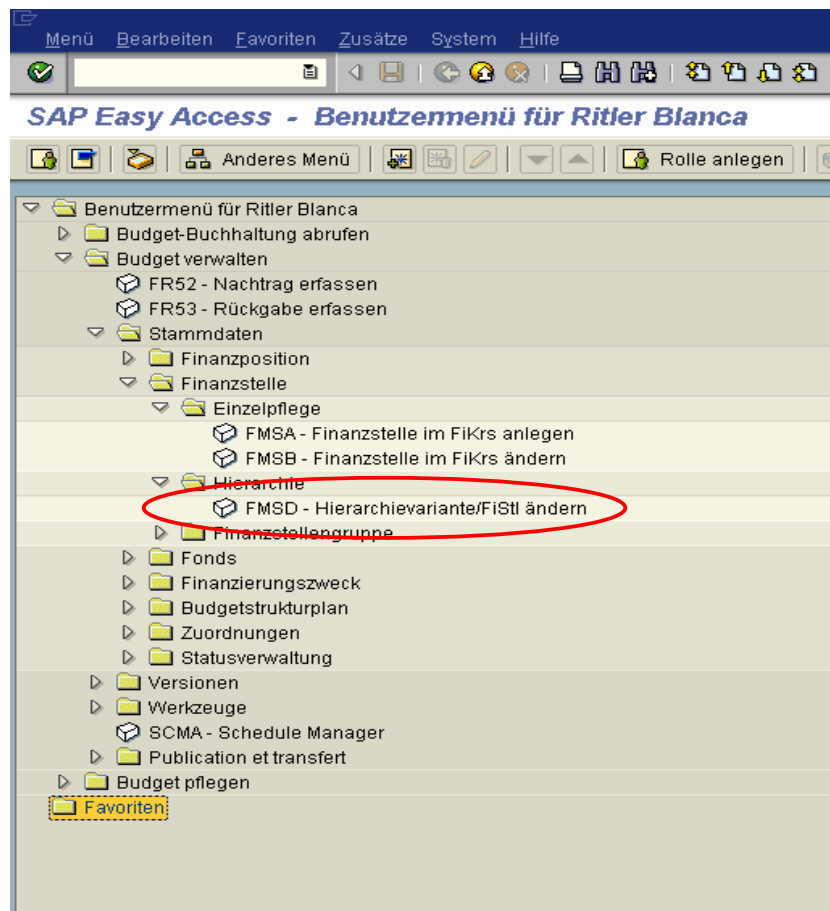 Menü Bearbeiten Favoriten Zusätze System Hilfe
SAP Easy Access - Benutzermenü für Ritler Blanca
Anderes Menü Rolle anlegen
Benutzermenü für Ritler Blanca
Budget-Buchhaltung abrufen
Budget verwalten
FR52 - Nachtrag erfassen
FR53 - Rückgabe erfassen
Stammdaten
Finanzposition
Finanzstelle
Einzelpflege
FMSA - Finanzstelle im FiKrs anlegen
FMSB - Finanzstelle im FiKrs ändern
Hierarchie
FMSD - Hierarchievariante/FiStl ändern
Finanzstellengruppe
Fonds
Finanzierungszweck
Budgetstrukturplan
Zuordnungen
Statusverwaltung
Versionen
Werkzeuge
SCMA - Schedule Manager
Publication et transfert
Budget pflegen
Favoriten